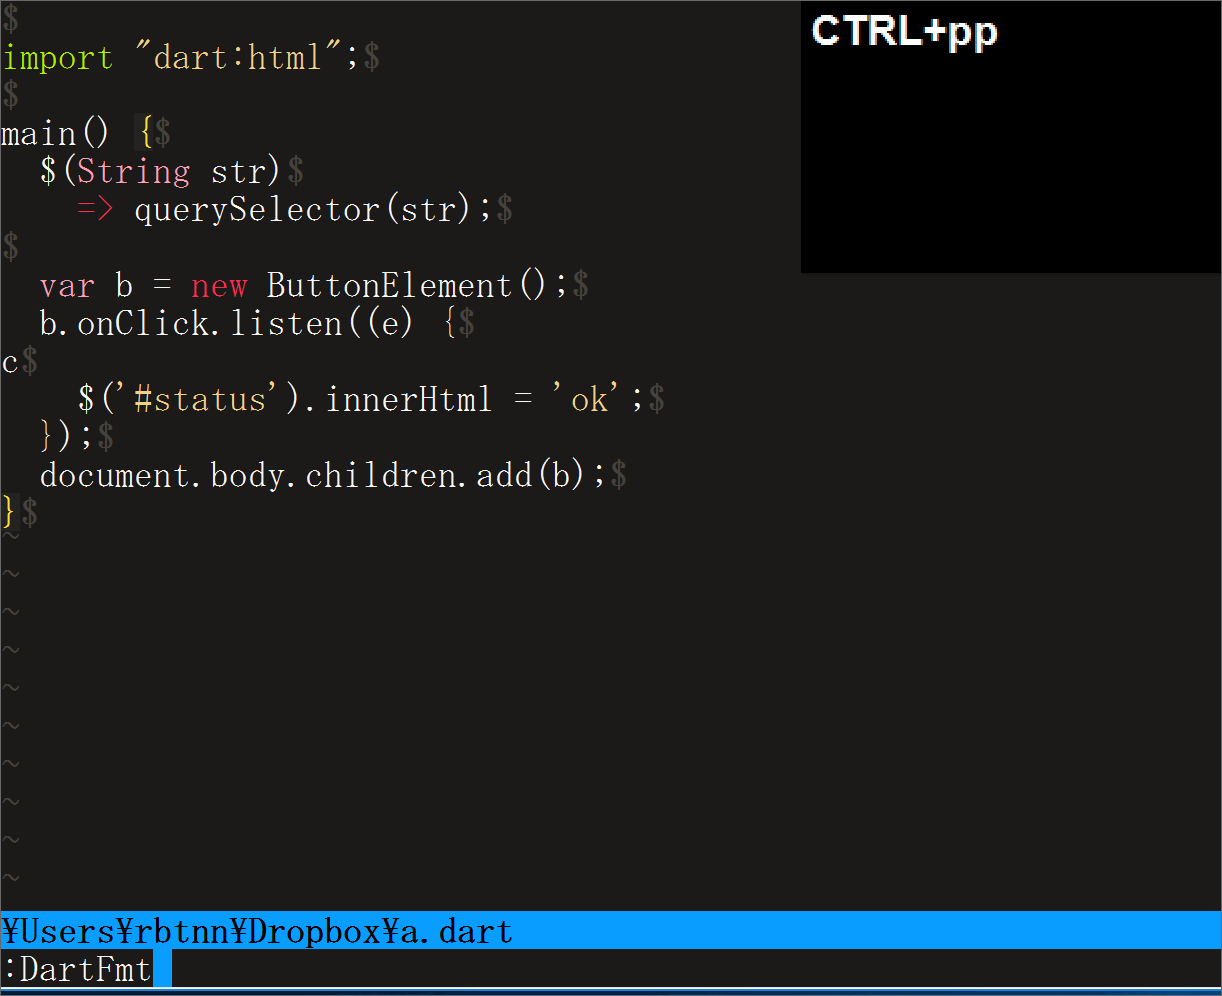 $
import "dart:html";$
$
main() {$
  $(String str)$
    => querySelector(str);$
$
  var b = new ButtonElement();$
  b.onClick.listen((e) {$
c$
    $('#status').innerHtml = 'ok';$
  });$
  document.body.children.add(b);$
}$
~
~
~
~
~
~
~
~
~
~
¥Users¥rbtnn¥Dropbox¥a.dart
:DartFmt
CTRL+pp